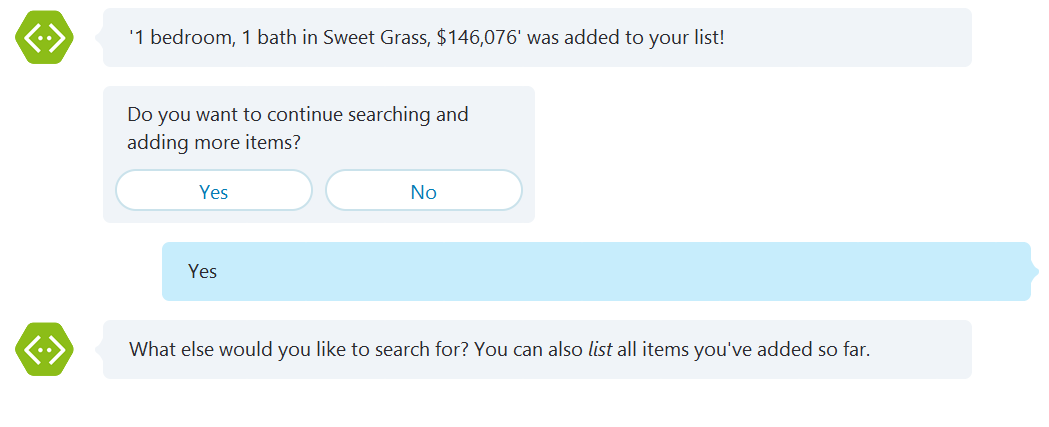 '1 bedroom, 1 bath in Sweet Grass, $146,076' was added to your list!
Do you want to continue searching and
adding more items?
Yes
No
Yes
What else would you like to search for? You can also list all items you've added so far.